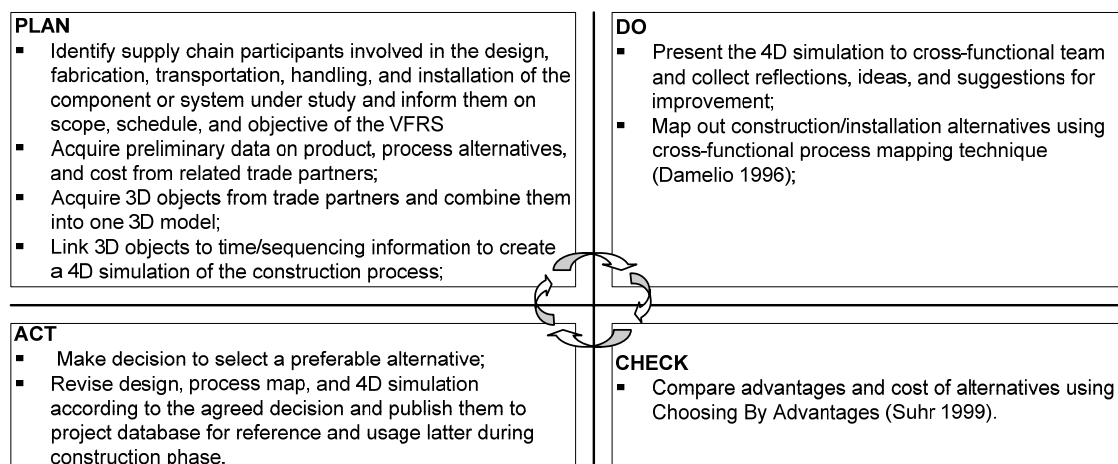 PLAN
▪ Identify supply chain participants involved in the design,
fabrication, transportation, handling, and installation of the
component or system under study and inform them on
scope, schedule, and objective of the VFRS
▪ Acquire preliminary data on product, process alternatives,
and cost from related trade partners;
▪ Acquire 3D objects from trade partners and combine them
into one 3D model;
▪ Link 3D objects to time/sequencing information to create
a 4D simulation of the construction process;
DO
▪ Present the 4D simulation to cross-functional team
and collect reflections, ideas, and suggestions for
improvement;
▪ Map out construction/installation alternatives using
cross-functional process mapping technique
(Damelio 1996);
ACT
▪ Make decision to select a preferable alternative;
▪ Revise design, process map, and 4D simulation
according to the agreed decision and publish them to
project database for reference and usage latter during
construction phase.
CHECK
▪ Compare advantages and cost of alternatives using
Choosing By Advantages (Suhr 1999).